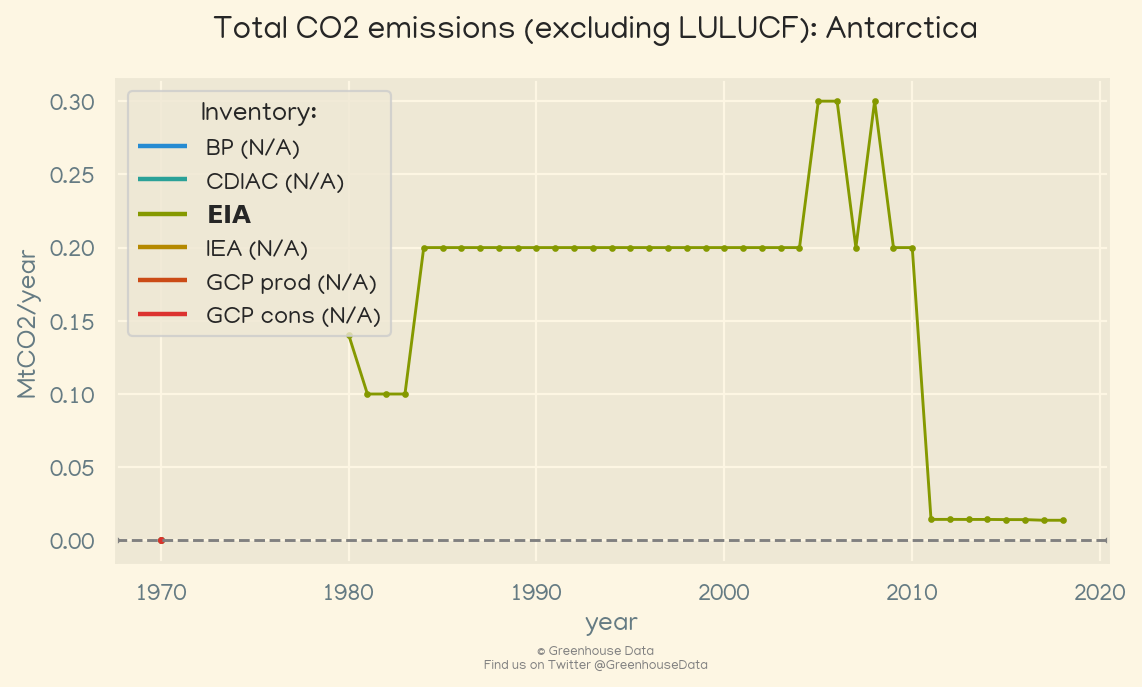 Total CO2 emissions (excluding LULUCF): Antarctica
Inventory:
BP (N/A)
CDIAC (N/A)
EIA
IEA (N/A)
GCP prod (N/A)
GCP cons (N/A)
MtCO2/year
0.30
0.25
0.20
0.15
0.10
0.05
0.00
1970 1980 1990 2000 2010 2020
year
© Greenhouse Data
Find us on Twitter @GreenhouseData